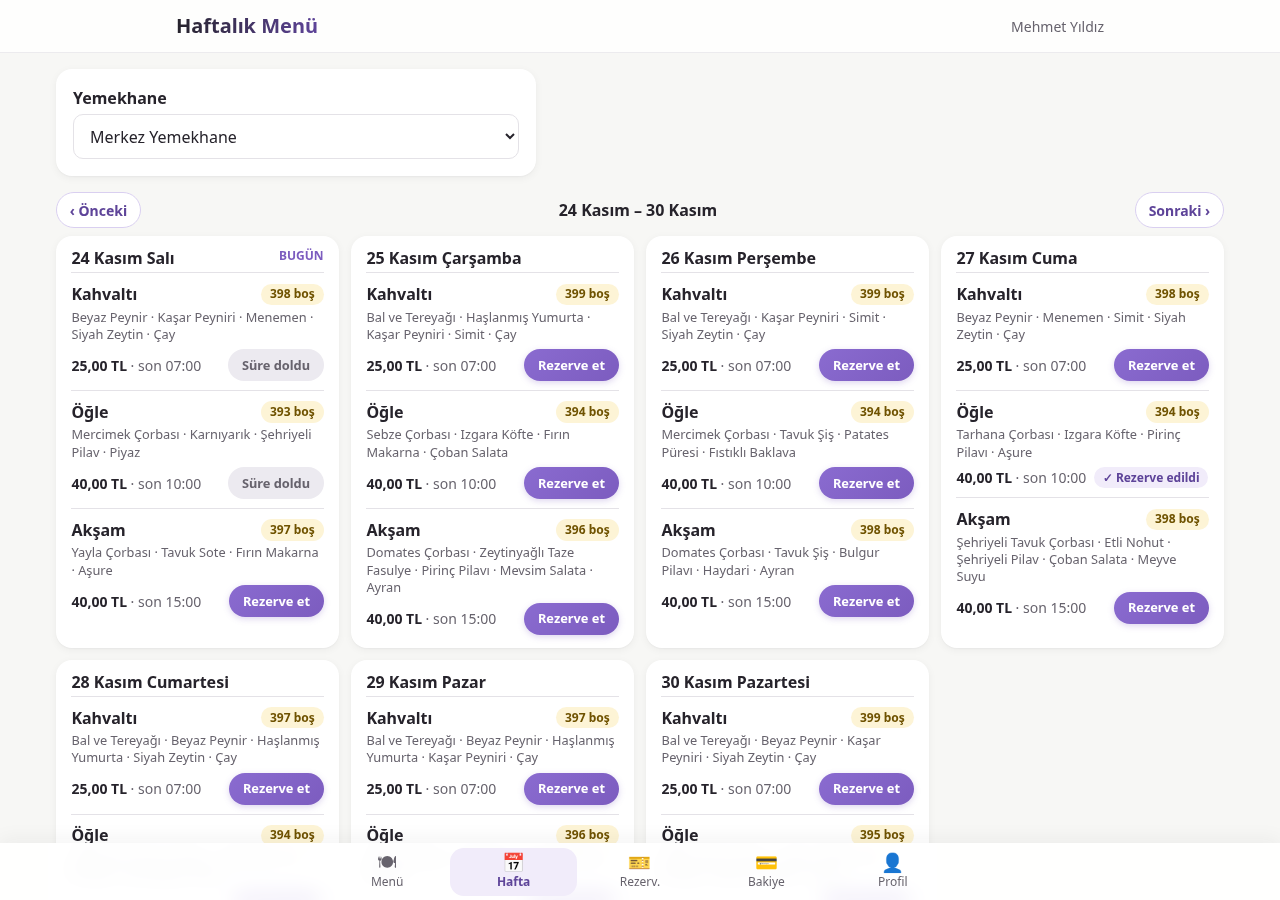 Haftalık Menü
Mehmet Yıldız
Yemekhane
Merkez Yemekhane
‹ Önceki
24 Kasım – 30 Kasım
Sonraki ›
24 Kasım Salı
BUGÜN
Kahvaltı
398 boş
Beyaz Peynir · Kaşar Peyniri · Menemen ·
Siyah Zeytin · Çay
25,00 TL · son 07:00
Süre doldu
Öğle
393 boş
Mercimek Çorbası · Karnıyarık · Şehriyeli
Pilav · Piyaz
40,00 TL · son 10:00
Süre doldu
Akşam
397 boş
Yayla Çorbası · Tavuk Sote · Fırın Makarna
· Aşure
40,00 TL · son 15:00
Rezerve et
25 Kasım Çarşamba
Kahvaltı
399 boş
Bal ve Tereyağı · Haşlanmış Yumurta ·
Kaşar Peyniri · Simit · Çay
25,00 TL · son 07:00
Rezerve et
Öğle
394 boş
Sebze Çorbası · Izgara Köfte · Fırın
Makarna · Çoban Salata
40,00 TL · son 10:00
Rezerve et
Akşam
396 boş
Domates Çorbası · Zeytinyağlı Taze
Fasulye · Pirinç Pilavı · Mevsim Salata ·
Ayran
40,00 TL · son 15:00
Rezerve et
26 Kasım Perşembe
Kahvaltı
399 boş
Bal ve Tereyağı · Kaşar Peyniri · Simit ·
Siyah Zeytin · Çay
25,00 TL · son 07:00
Rezerve et
Öğle
394 boş
Mercimek Çorbası · Tavuk Şiş · Patates
Püresi · Fıstıklı Baklava
40,00 TL · son 10:00
Rezerve et
Akşam
398 boş
Domates Çorbası · Tavuk Şiş · Bulgur
Pilavı · Haydari · Ayran
40,00 TL · son 15:00
Rezerve et
27 Kasım Cuma
Kahvaltı
398 boş
Beyaz Peynir · Menemen · Simit · Siyah
Zeytin · Çay
25,00 TL · son 07:00
Rezerve et
Öğle
394 boş
Tarhana Çorbası · Izgara Köfte · Pirinç
Pilavı · Aşure
40,00 TL · son 10:00
✓ Rezerve edildi
Akşam
398 boş
Şehriyeli Tavuk Çorbası · Etli Nohut ·
Şehriyeli Pilav · Çoban Salata · Meyve
Suyu
40,00 TL · son 15:00
Rezerve et
28 Kasım Cumartesi
Kahvaltı
397 boş
Bal ve Tereyağı · Beyaz Peynir · Haşlanmış
Yumurta · Siyah Zeytin · Çay
25,00 TL · son 07:00
Rezerve et
Öğle
394 boş
29 Kasım Pazar
Kahvaltı
397 boş
Bal ve Tereyağı · Beyaz Peynir · Haşlanmış
Yumurta · Kaşar Peyniri · Çay
25,00 TL · son 07:00
Rezerve et
Öğle
396 boş
30 Kasım Pazartesi
Kahvaltı
399 boş
Bal ve Tereyağı · Beyaz Peynir · Kaşar
Peyniri · Siyah Zeytin · Çay
25,00 TL · son 07:00
Rezerve et
Öğle
395 boş
Menü
Hafta
Rezerv.
Bakiye
Profil